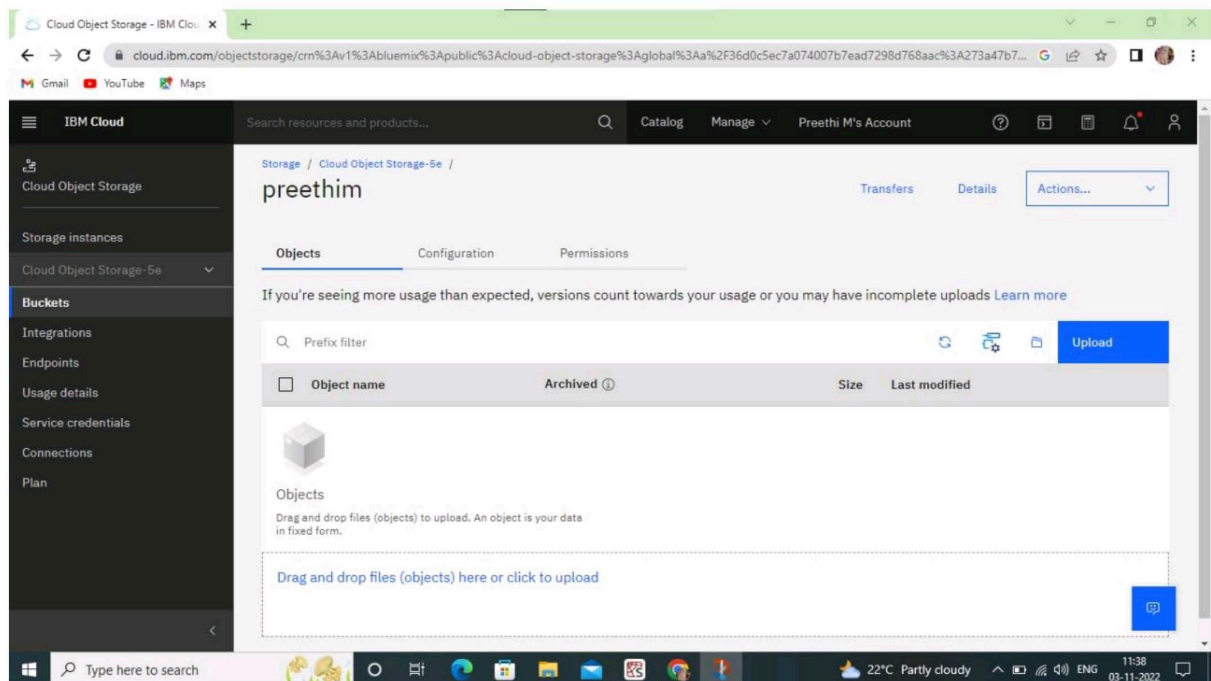 Cloud Object Storage - IBM Clou
cloud.ibm.com/objectstorage/crn%3Av1%3Abluemix%3Apublic%3Acloud-object-storage%3Aglobal%3Aa%2F36d0c5ec7a074007b7ead7298d768aac%3A273a47b7...
Gmail YouTube Maps
IBM Cloud Search resources and products... Catalog Manage Preethi M's Account
Cloud Object Storage
Storage instances
Cloud Object Storage-5e
Buckets
Integrations
Endpoints
Usage details
Service credentials
Connections
Plan
Storage / Cloud Object Storage-5e /
preethim Transfers Details Actions...
Objects Configuration Permissions
If you're seeing more usage than expected, versions count towards your usage or you may have incomplete uploads Learn more
Prefix filter Upload
Object name Archived Size Last modified
Objects
Drag and drop files (objects) to upload. An object is your data
in fixed form.
Drag and drop files (objects) here or click to upload
Type here to search 22°C Partly cloudy ENG 11:38
03-11-2022